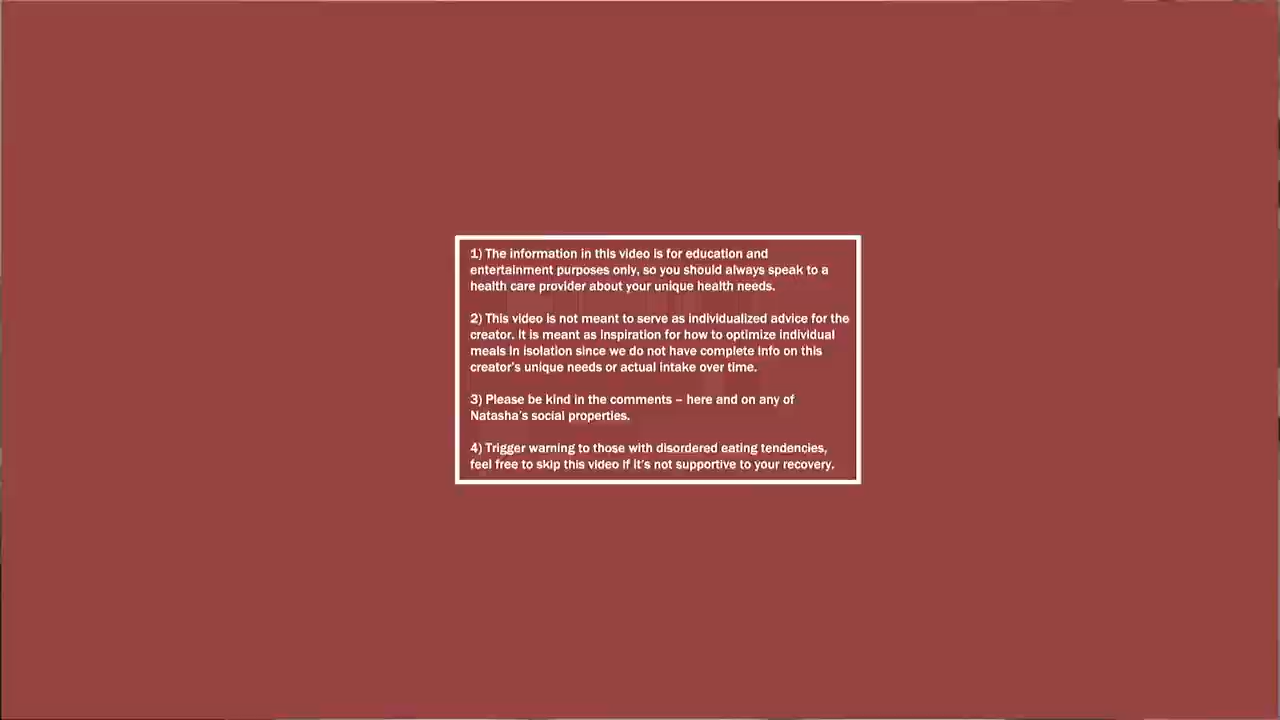 1) The information in this video is for education and
entertainment purposes only, so you should always speak to a
health care provider about your unique health needs.
2) This video is not meant to serve as individualized advice for the
creator. It is meant as inspiration for how to optimize individual
meals in isolation since we do not have complete info on this
creator's unique needs or actual intake over time.
3) Please be kind in the comments – here and on any of
Natasha's social properties.
4) Trigger warning to those with disordered eating tendencies,
feel free to skip this video if it's not supportive to your recovery.